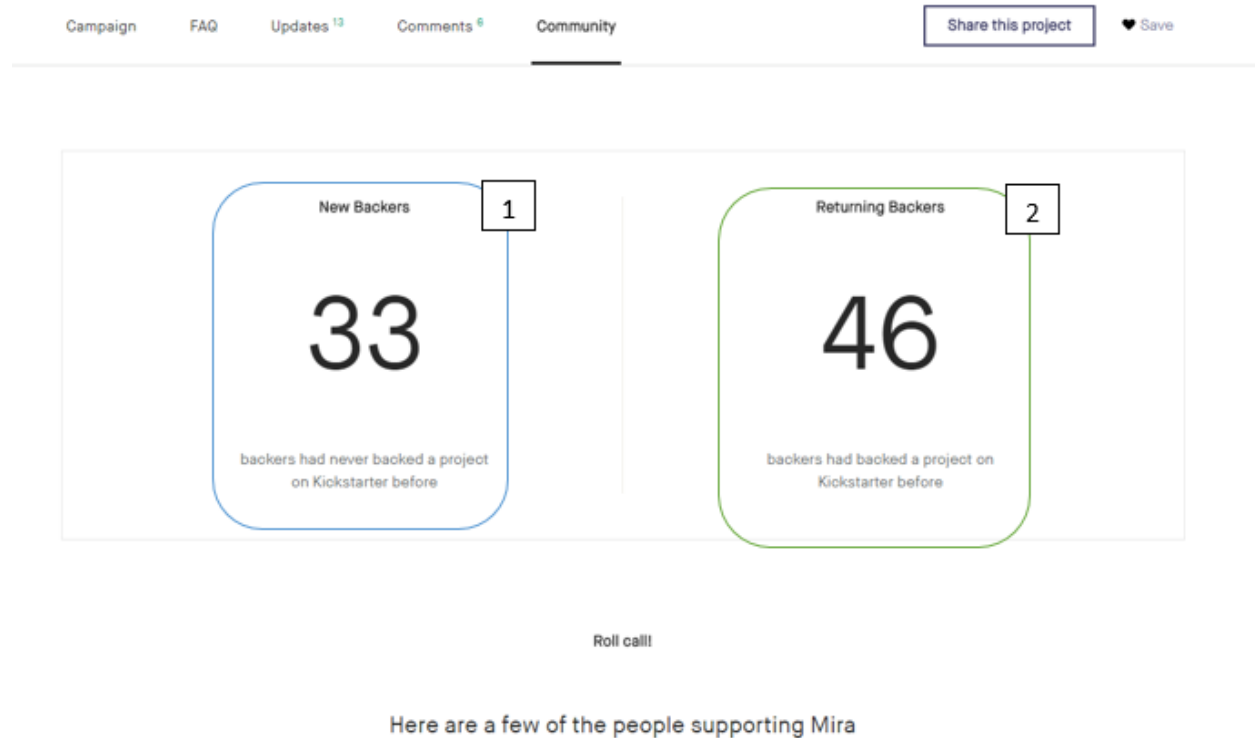 Campaign FAQ Updates 13 Comments 6 Community Share this project Save
New Backers 1 Returning Backers 2
33 46
backers had never backed a project backers had backed a project on
on Kickstarter before Kickstarter before
Roll call!
Here are a few of the people supporting Mira